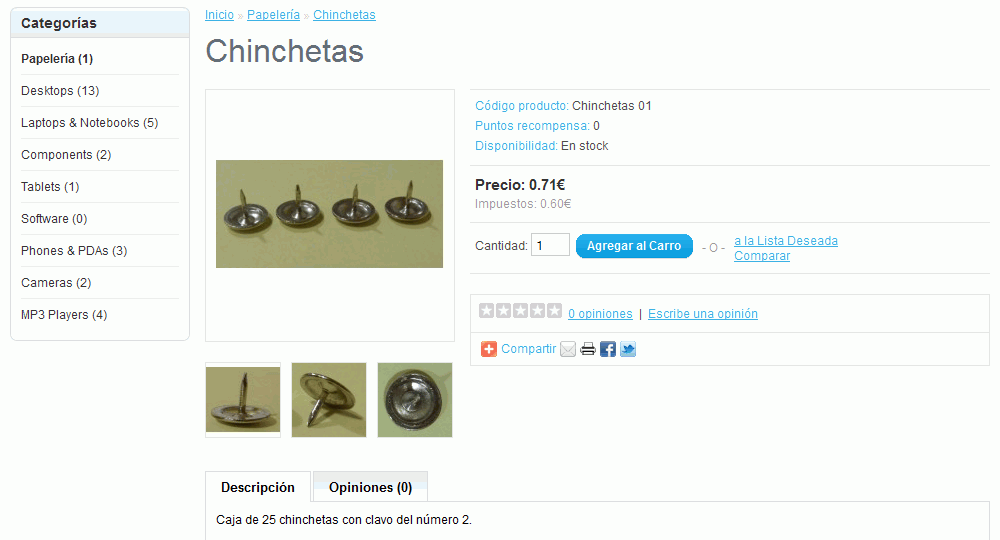 Categorías
Papelería (1)
Desktops (13)
Laptops & Notebooks (5)
Components (2)
Tablets (1)
Software (0)
Phones & PDAs (3)
Cameras (2)
MP3 Players (4)
Inicio » Papelería » Chinchetas
Chinchetas
Código producto: Chinchetas 01
Puntos recompensa: 0
Disponibilidad: En stock
Precio: 0.71€
Impuestos: 0.60€
Cantidad: 1 Agregar al Carro - O - a la Lista Deseada
Comparar
0 opiniones | Escribe una opinión
Compartir
Descripción Opiniones (0)
Caja de 25 chinchetas con clavo del número 2.